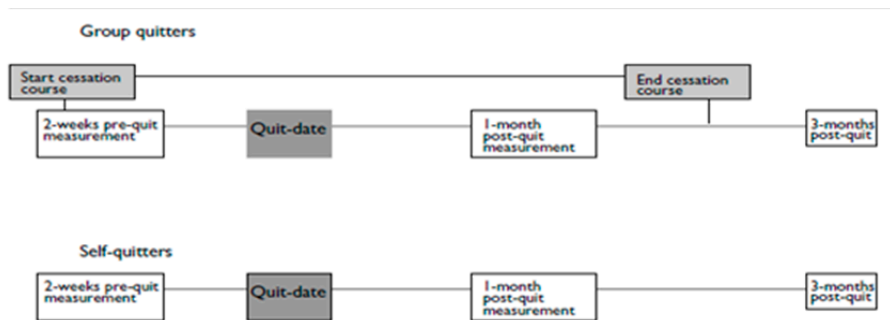 Group quitters
Start cessation
course
End cessation
course
2-weeks pre-quit
measurement
Quit-date
1-month
post-quit
measurement
3-months
post-quit
Self-quitters
2-weeks pre-quit
measurement
Quit-date
1-month
post-quit
measurement
3-months
post-quit